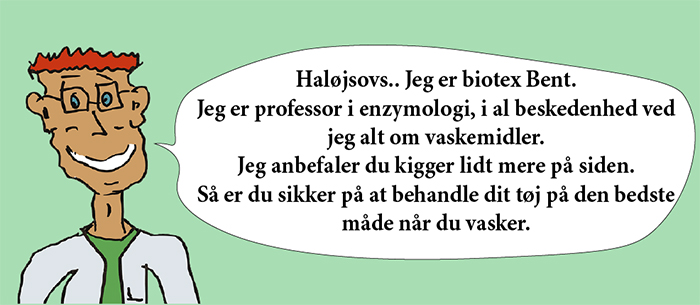 Haløjsovs.. Jeg er biotex Bent.
Jeg er professor i enzymologi, i al beskedenhed ved
jeg alt om vaskemidler.
Jeg anbefaler du kigger lidt mere på siden.
Så er du sikker på at behandle dit tøj på den bedste
måde når du vasker.